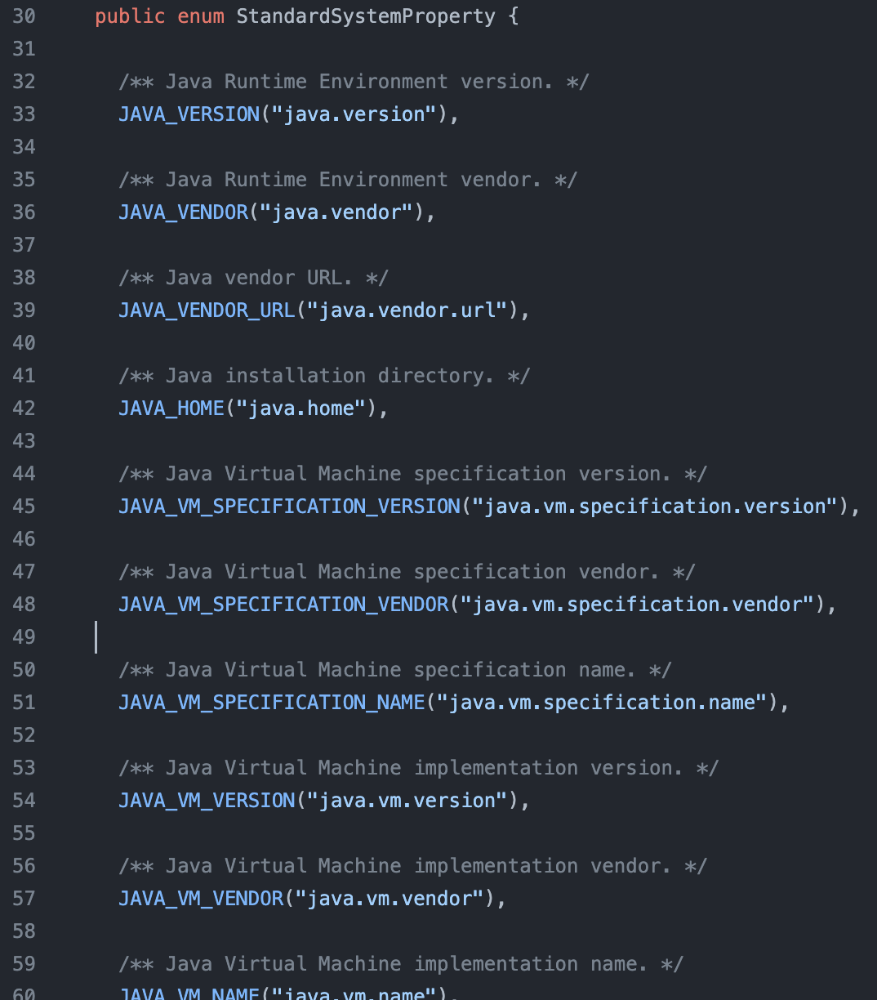 30 public enum StandardSystemProperty {
31
32 /** Java Runtime Environment version. */
33 JAVA_VERSION("java.version"),
34
35 /** Java Runtime Environment vendor. */
36 JAVA_VENDOR("java.vendor"),
37
38 /** Java vendor URL. */
39 JAVA_VENDOR_URL("java.vendor.url"),
40
41 /** Java installation directory. */
42 JAVA_HOME("java.home"),
43
44 /** Java Virtual Machine specification version. */
45 JAVA_VM_SPECIFICATION_VERSION("java.vm.specification.version"),
46
47 /** Java Virtual Machine specification vendor. */
48 JAVA_VM_SPECIFICATION_VENDOR("java.vm.specification.vendor"),
49
50 /** Java Virtual Machine specification name. */
51 JAVA_VM_SPECIFICATION_NAME("java.vm.specification.name"),
52
53 /** Java Virtual Machine implementation version. */
54 JAVA_VM_VERSION("java.vm.version"),
55
56 /** Java Virtual Machine implementation vendor. */
57 JAVA_VM_VENDOR("java.vm.vendor"),
58
59 /** Java Virtual Machine implementation name. */
60 JAVA_VM_NAME("java.vm.name"),